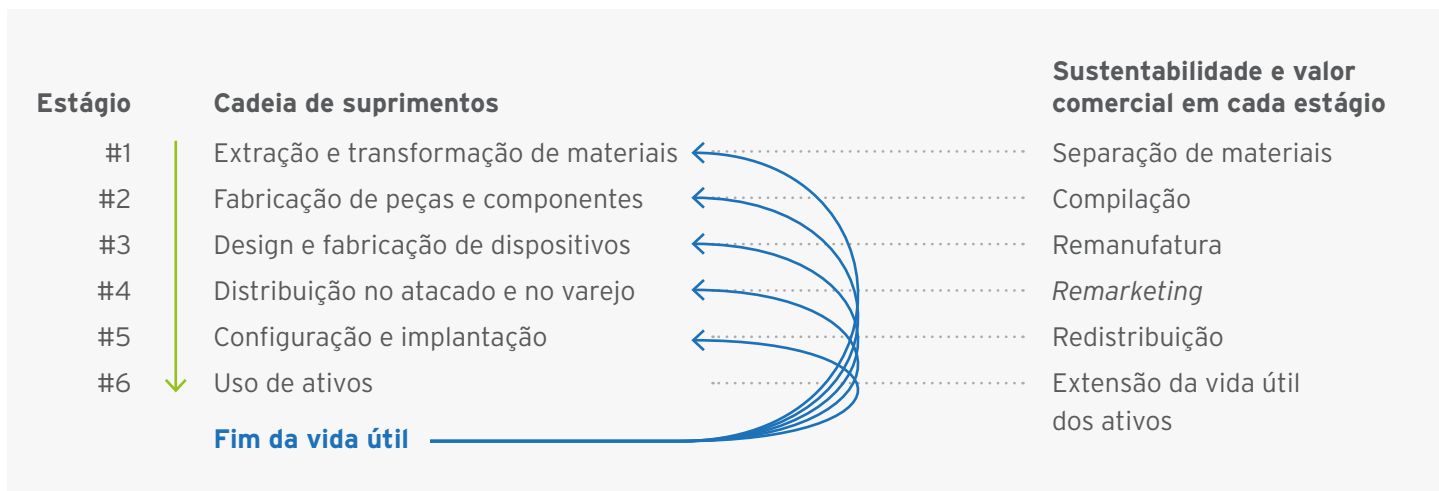 Estágio Cadeia de suprimentos Sustentabilidade e valor
comercial em cada estágio
#1 Extração e transformação de materiais Separação de materiais
#2 Fabricação de peças e componentes Compilação
#3 Design e fabricação de dispositivos Remanufatura
#4 Distribuição no atacado e no varejo Remarketing
#5 Configuração e implantação Redistribuição
#6 Uso de ativos Extensão da vida útil
dos ativos
Fim da vida útil